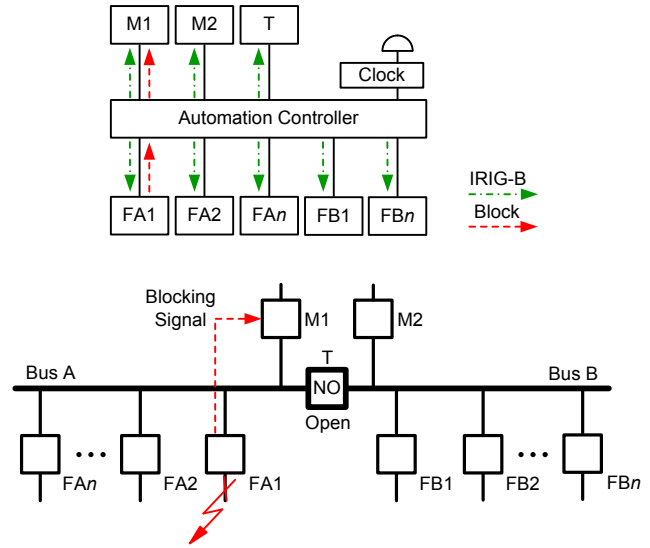 M1
M2
T
Clock
Automation Controller
FA1
FA2
FAn
FB1
FBn
IRIG-B
Block
Blocking
Signal
M1
M2
T
Bus A
NO
Bus B
Open
FAn
FA2
FA1
FB1
FB2
FBn